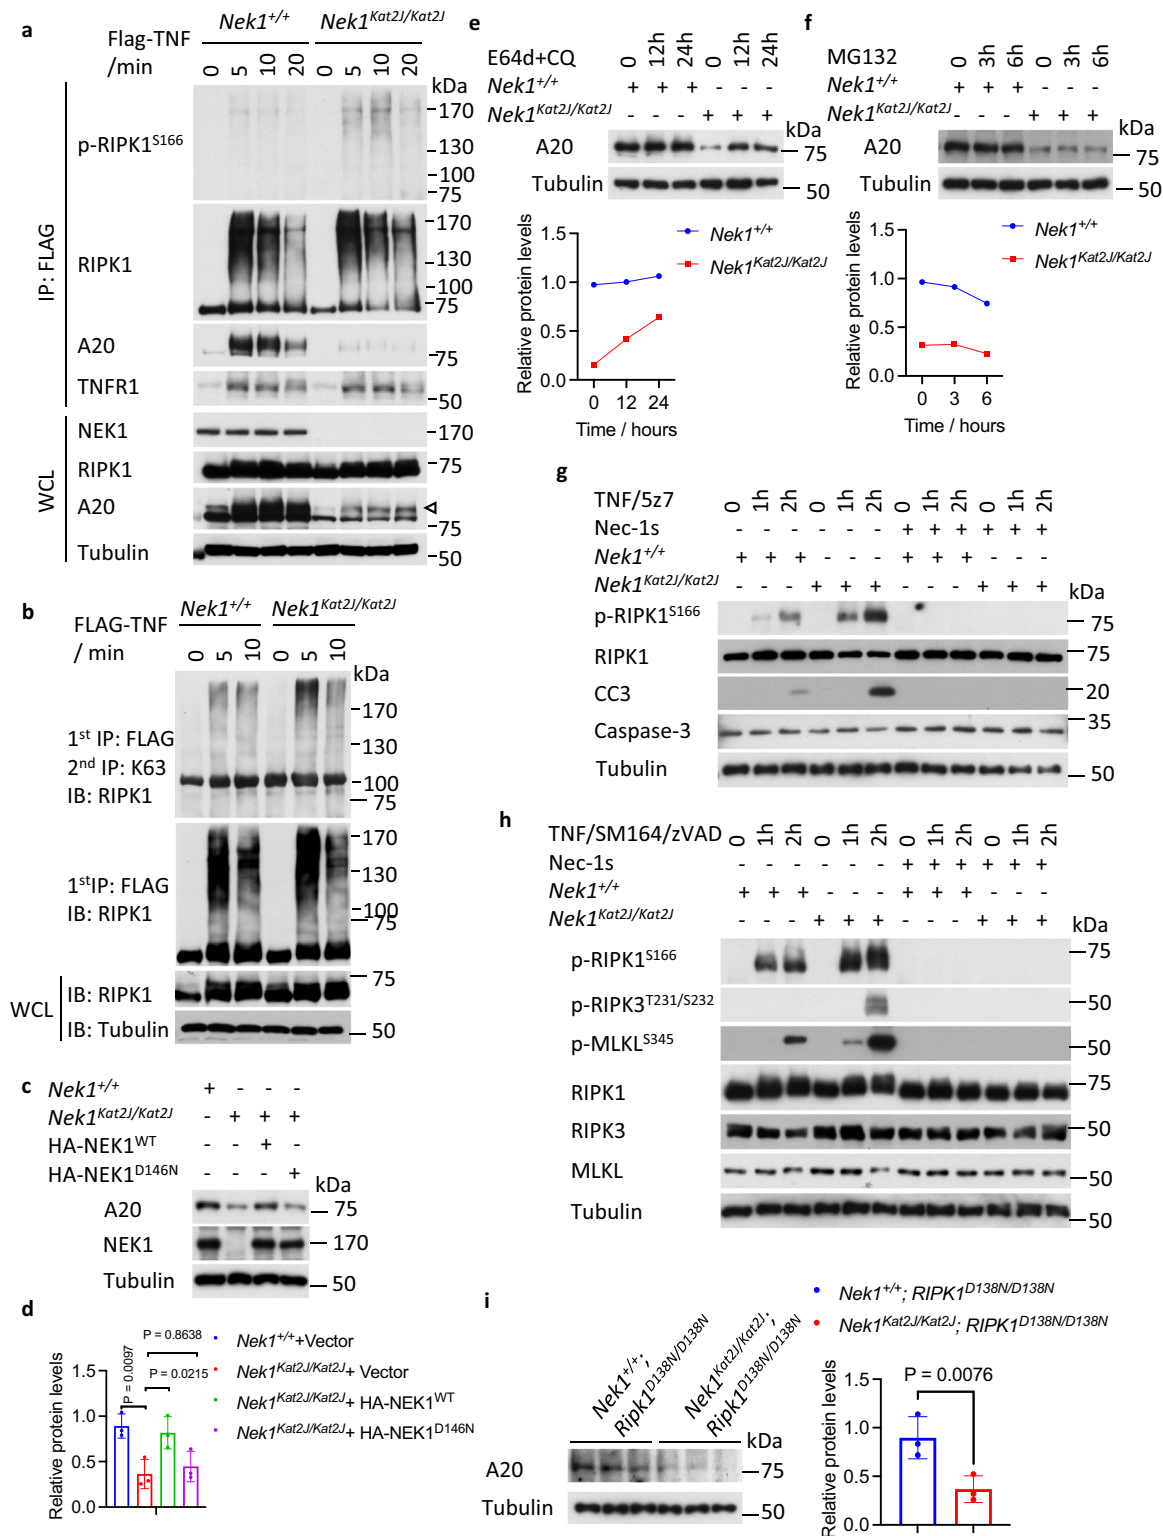 a
Nek1+/+ Nek1Kat2J/Kat2J
Flag-TNF
/min
0 5 10 20 0 5 10 20
kDa
IP: FLAG
p-RIPK1S166
170
130
100
75
RIPK1
170
130
100
75
A20
75
TNFR1
50
WCL
NEK1
170
RIPK1
75
A20
75
Tubulin
50
b
Nek1+/+ Nek1Kat2J/Kat2J
FLAG-TNF
/ min
0 5 10 0 5 10
kDa
1st IP: FLAG
2nd IP: K63
IB: RIPK1
170
130
100
75
1stIP: FLAG
IB: RIPK1
170
130
100
75
WCL
IB: RIPK1
75
IB: Tubulin
50
c
Nek1+/+ + - - -
Nek1Kat2J/Kat2J - + + +
HA-NEK1WT - - + -
HA-NEK1D146N - - - +
kDa
A20 75
NEK1 170
Tubulin 50
d
Relative protein levels
1.5
1.0
0.5
0.0
P = 0.0097
P = 0.8638
P = 0.0215
Nek1+/++Vector
Nek1Kat2J/Kat2J+ Vector
Nek1Kat2J/Kat2J+ HA-NEK1WT
Nek1Kat2J/Kat2J+ HA-NEK1D146N
e
E64d+CQ 0 12h 24h 0 12h 24h
Nek1+/+ + + + - - -
Nek1Kat2J/Kat2J - - - + + +
kDa
A20 75
Tubulin 50
Relative protein levels
1.5
1.0
0.5
0.0
0 12 24
Time / hours
Nek1+/+
Nek1Kat2J/Kat2J
f
MG132 0 3h 6h 0 3h 6h
Nek1+/+ + + + - - -
Nek1Kat2J/Kat2J - - - + + +
kDa
A20 75
Tubulin 50
Relative protein levels
1.5
1.0
0.5
0.0
0 3 6
Time / hours
Nek1+/+
Nek1Kat2J/Kat2J
g
TNF/5z7 0 1h 2h 0 1h 2h 0 1h 2h 0 1h 2h
Nec-1s - - - - - - + + + + + +
Nek1+/+ + + + - - - + + + - - -
Nek1Kat2J/Kat2J - - - + + + - - - + + +
kDa
p-RIPK1S166 75
RIPK1 75
CC3 20
Caspase-3 35
Tubulin 50
h
TNF/SM164/zVAD 0 1h 2h 0 1h 2h 0 1h 2h 0 1h 2h
Nec-1s - - - - - - + + + + + +
Nek1+/+ + + + - - - + + + - - -
Nek1Kat2J/Kat2J - - - + + + - - - + + +
kDa
p-RIPK1S166 75
p-RIPK3T231/S232 50
p-MLKLS345 50
RIPK1 75
RIPK3 50
MLKL 50
Tubulin 50
i
Nek1+/+;
Ripk1D138N/D138N
Nek1Kat2J/Kat2J;
Ripk1D138N/D138N
kDa
A20 75
Tubulin 50
Nek1+/+; RIPK1D138N/D138N
Nek1Kat2J/Kat2J; RIPK1D138N/D138N
Relative protein levels
1.5
1.0
0.5
0.0
P = 0.0076